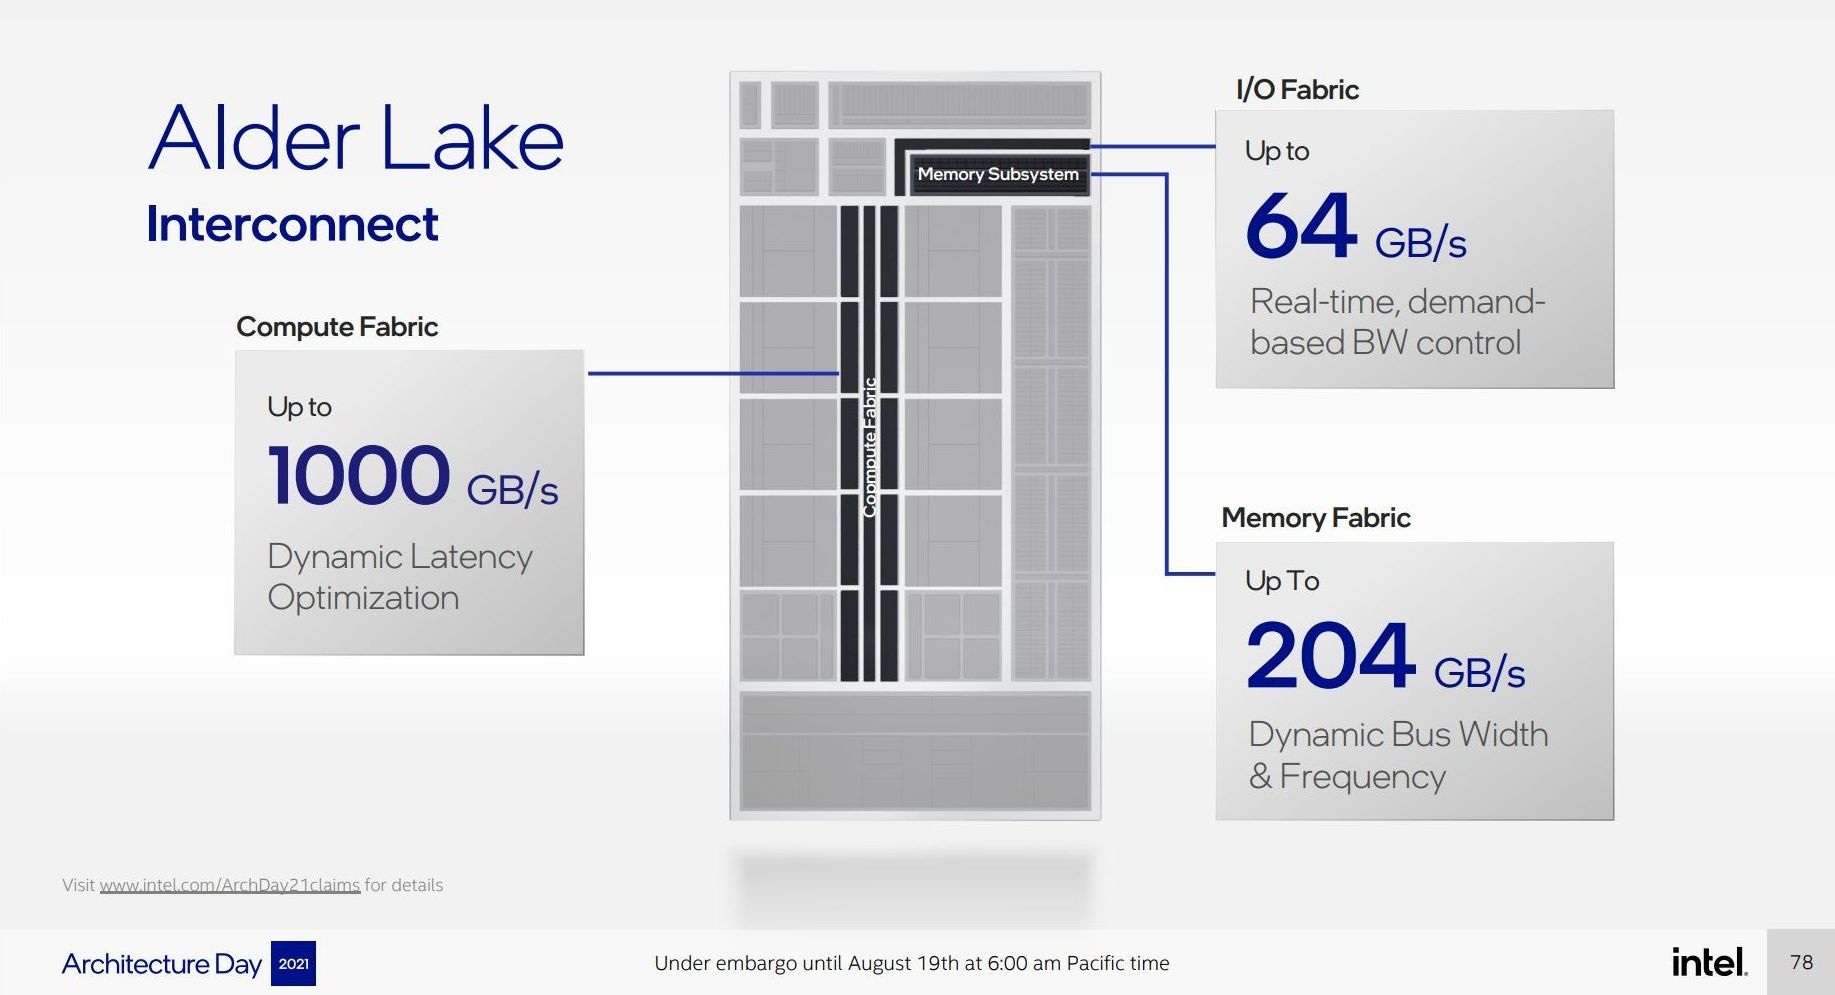 Alder Lake
Interconnect
Compute Fabric
Up to
1000 GB/s
Dynamic Latency
Optimization
Memory Subsystem
Copmpute Fabric
I/O Fabric
Up to
64 GB/s
Real-time, demand-
based BW control
Memory Fabric
Up To
204 GB/s
Dynamic Bus Width
& Frequency
Visit www.intel.com/ArchDay21claims for details
Architecture Day 2021
Under embargo until August 19th at 6:00 am Pacific time
intel.
78